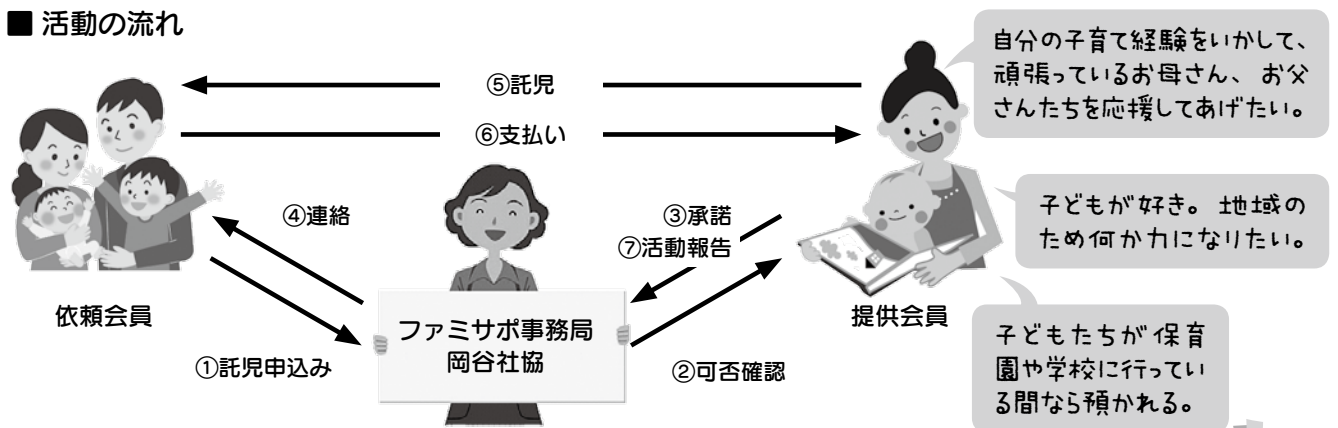 ■ 活動の流れ
自分の子育て経験をいかして、
頑張っているお母さん、お父
さんたちを応援してあげたい。
⑤託児
⑥支払い
④連絡
③承諾
⑦活動報告
子どもが好き。地域の
ため何か力になりたい。
依頼会員
ファミサポ事務局
岡谷社協
提供会員
①託児申込み
②可否確認
子どもたちが保育
園や学校に行ってい
る間なら預かれる。